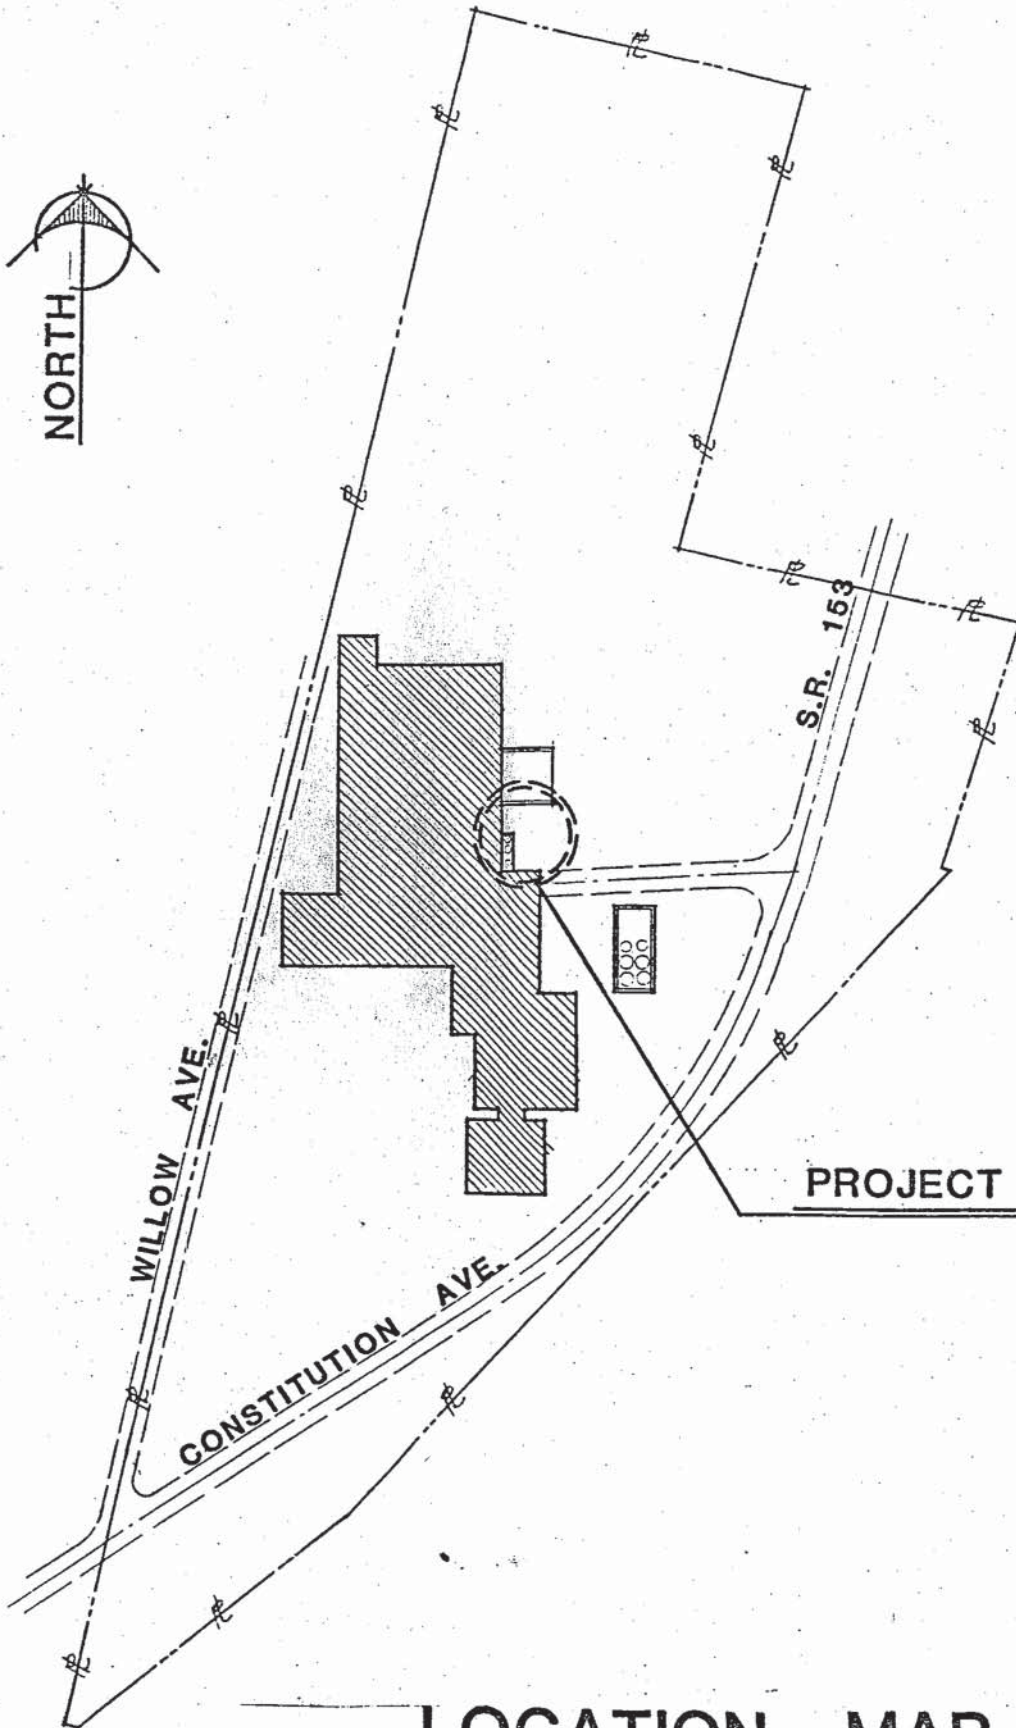 NORTH
S.R. 153
WILLOW AVE.
PROJECT
CONSTITUTION AVE.
LOCATION MAP